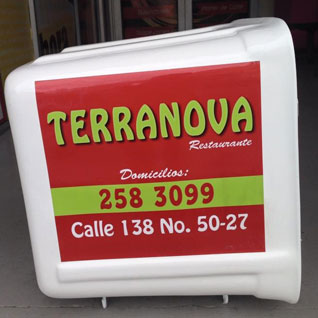 TERRANOVA
Restaurante
Domicilios:
258 3099
Calle 138 No. 50-27